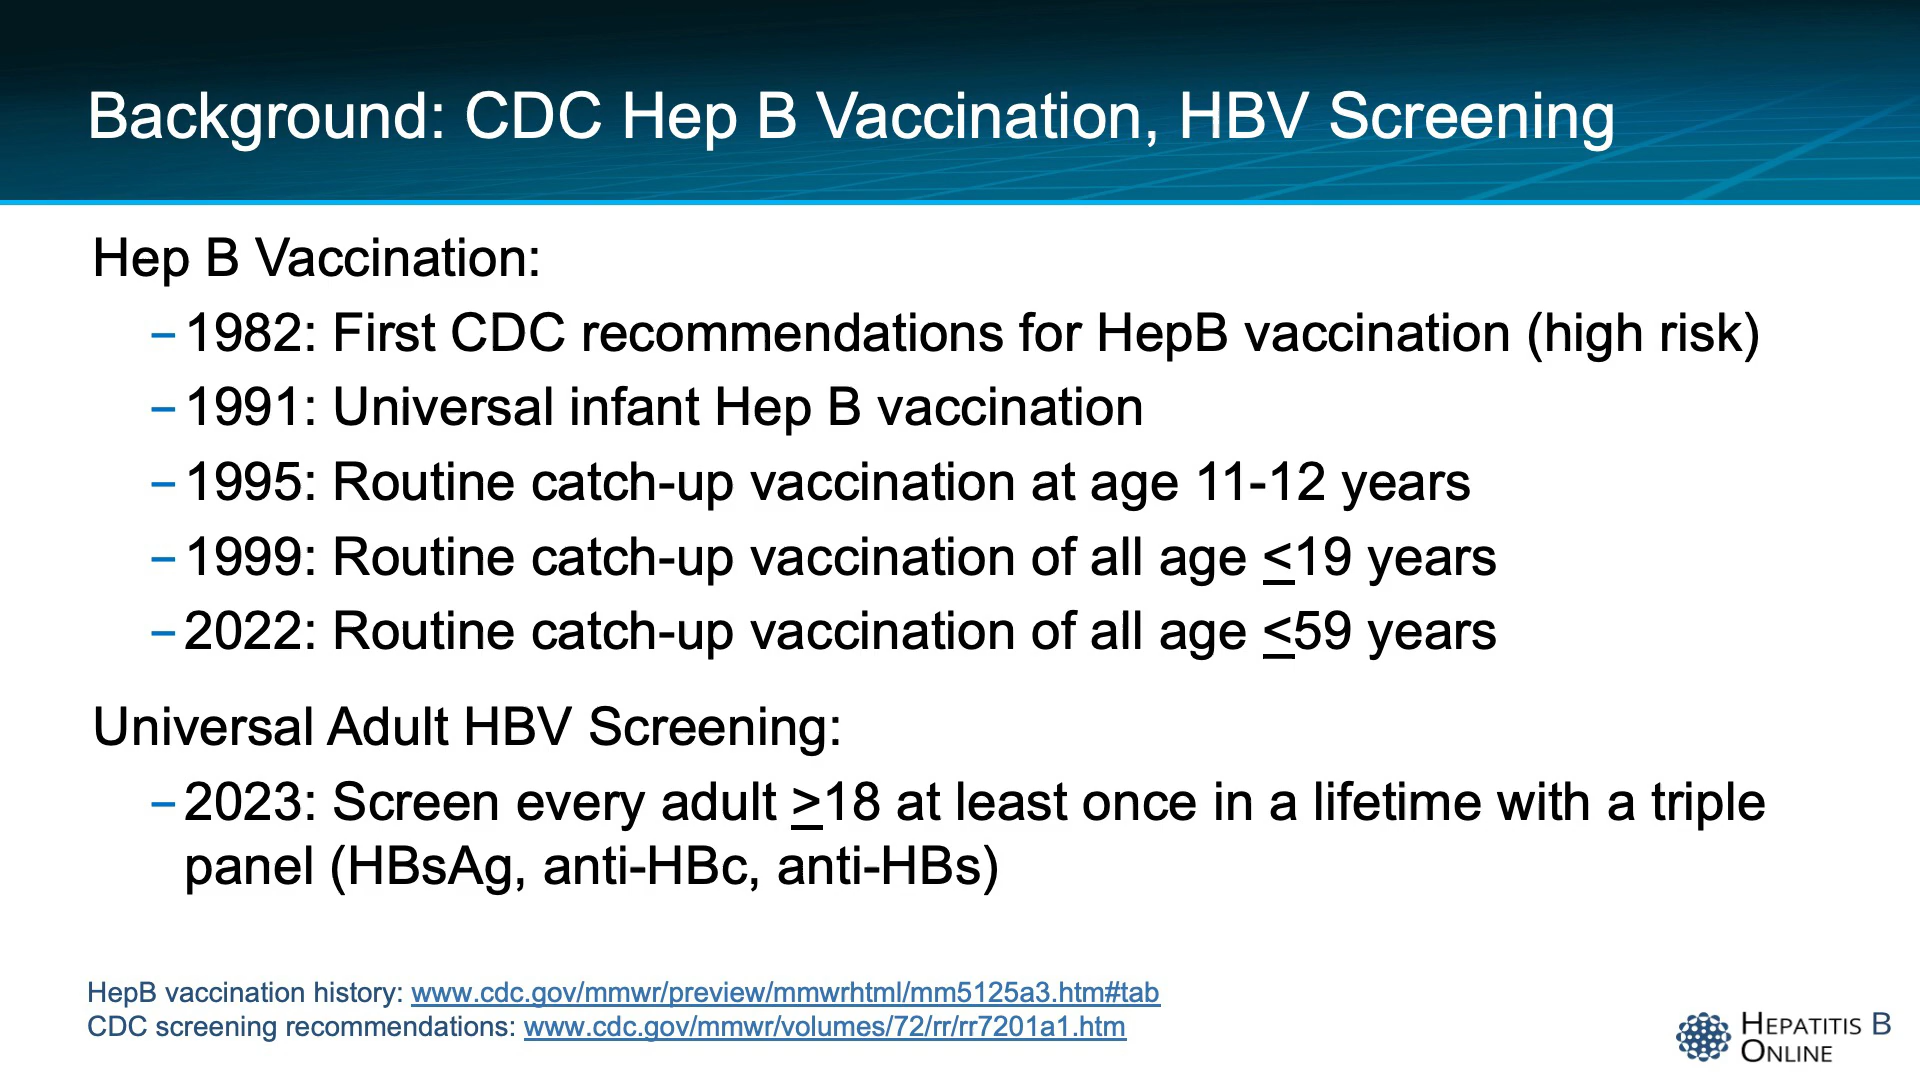 Background: CDC Hep B Vaccination, HBV Screening
Hep B Vaccination:
– 1982: First CDC recommendations for HepB vaccination (high risk)
– 1991: Universal infant Hep B vaccination
– 1995: Routine catch-up vaccination at age 11-12 years
– 1999: Routine catch-up vaccination of all age <19 years
– 2022: Routine catch-up vaccination of all age <59 years
Universal Adult HBV Screening:
– 2023: Screen every adult >18 at least once in a lifetime with a triple
panel (HBsAg, anti-HBc, anti-HBs)
HepB vaccination history: www.cdc.gov/mmwr/preview/mmwrhtml/mm5125a3.htm#tab
CDC screening recommendations: www.cdc.gov/mmwr/volumes/72/rr/rr7201a1.htm
HEPATITIS B
ONLINE